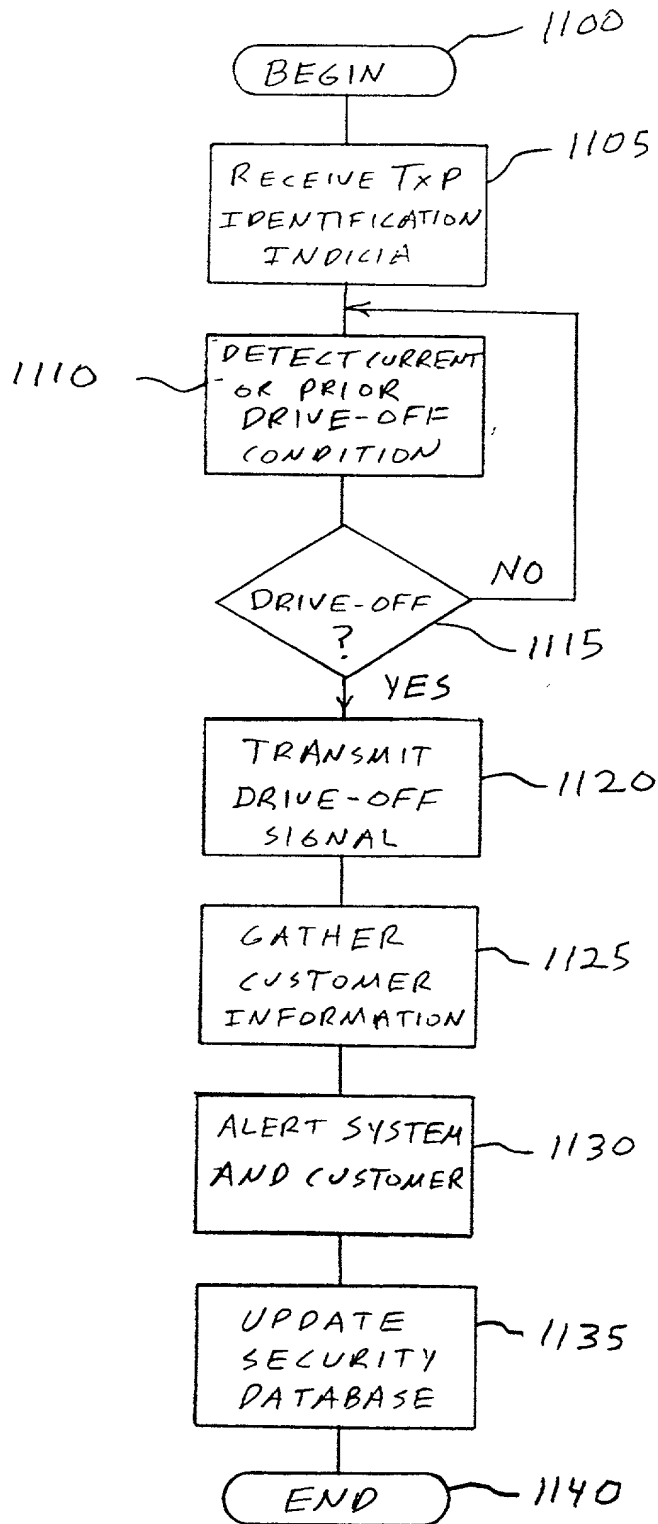 1100
BEGIN
1105
RECEIVE TXP
IDENTIFICATION
INDICIA
1110
DETECT CURRENT
OR PRIOR
DRIVE-OFF
CONDITION
NO
DRIVE-OFF
?
1115
YES
TRANSMIT
DRIVE-OFF
SIGNAL
1120
GATHER
CUSTOMER
INFORMATION
1125
ALERT SYSTEM
AND CUSTOMER
1130
UPDATE
SECURITY
DATABASE
1135
END
1140